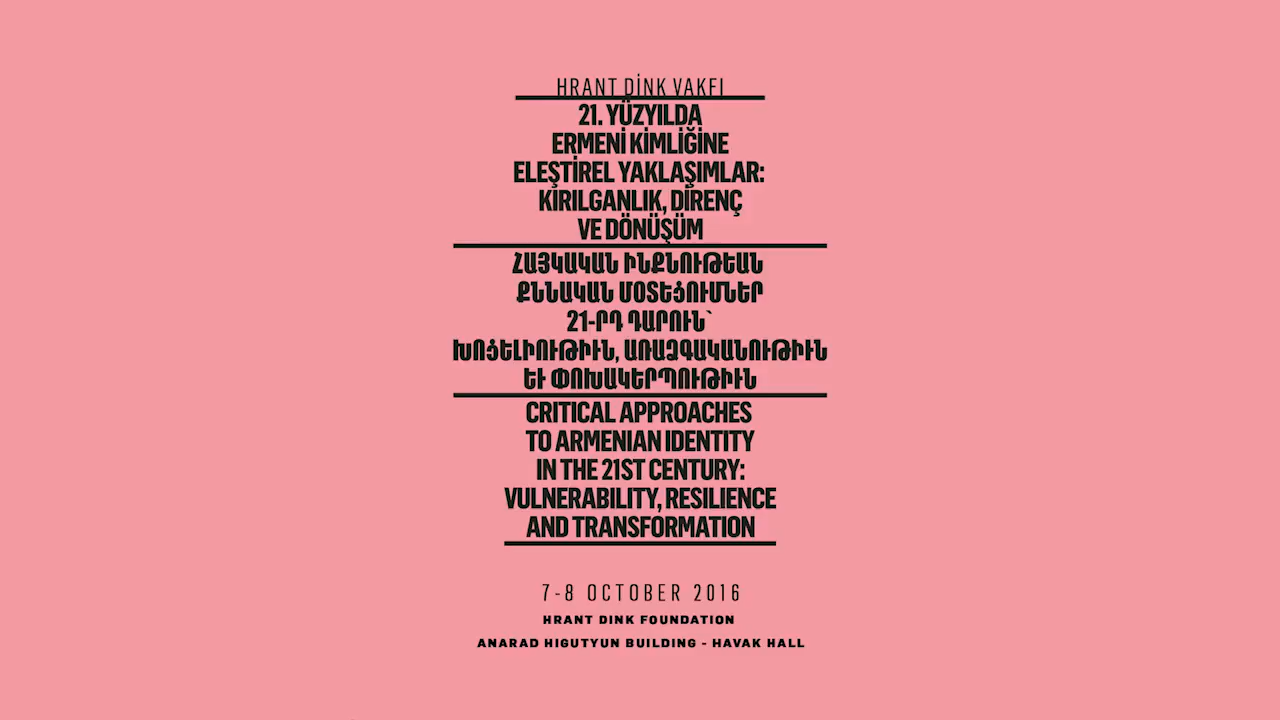 HRANT DİNK VAKFI
21. YÜZYILDA
ERMENİ KİMLİĞİNE
ELEŞTİREL YAKLAŞIMLAR:
KIRILGANLIK, DİRENÇ
VE DÖNÜŞÜM
ՀԱՅԿԱԿԱՆ ԻՆՔՆՈՒԹԵԱՆ
ՔՆՆԱԿԱՆ ՄՕՏԵՑՈՒՄՆԵՐ
21-ՐԴ ԴԱՐՈՒՆ՝
ԽՈՑԵԼԻՈՒԹԻՒՆ, ԱՌԱՁԳԱԿԱՆՈՒԹԻՒՆ
ԵՒ ՓՈԽԱԿԵՐՊՈՒԹԻՒՆ
CRITICAL APPROACHES
TO ARMENIAN IDENTITY
IN THE 21ST CENTURY:
VULNERABILITY, RESILIENCE
AND TRANSFORMATION
7-8 OCTOBER 2016
HRANT DINK FOUNDATION
ANARAD HIGUTYUN BUILDING - HAVAK HALL